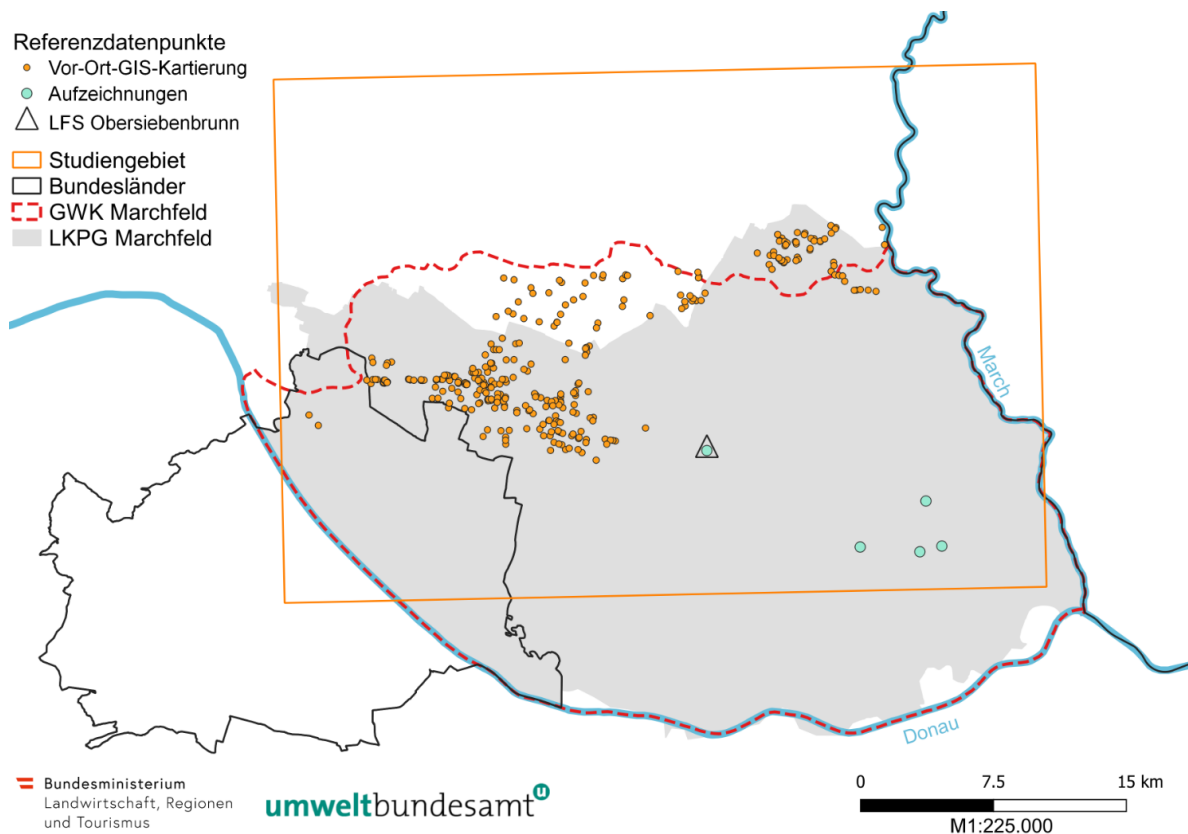 Referenzdatenpunkte
Vor-Ort-GIS-Kartierung
Aufzeichnungen
LFS Obersiebenbrunn
Studiengebiet
Bundesländer
GWK Marchfeld
LKPG Marchfeld
March
Donau
Bundesministerium
Landwirtschaft, Regionen
und Tourismus
umweltbundesamt u
0 7.5 15 km
M1:225.000